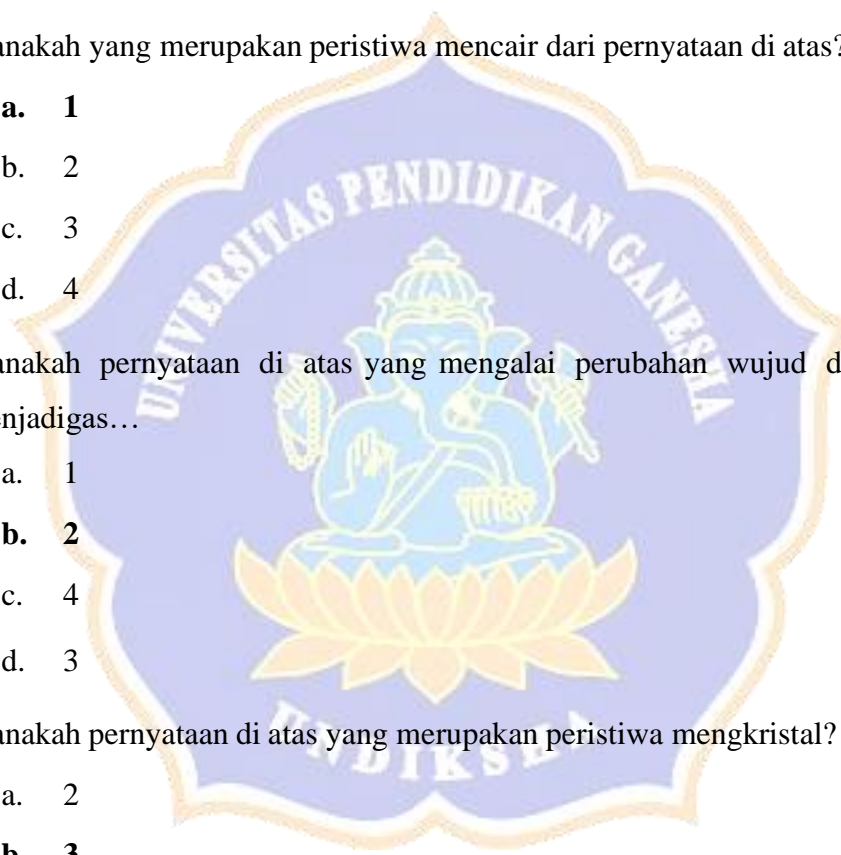 anakah yang merupakan peristiwa mencair dari pernyataan di atas?
a. 1
b. 2
c. 3
d. 4
anakah pernyataan di atas yang mengalai perubahan wujud d
enjadigas…
a. 1
b. 2
c. 4
d. 3
anakah pernyataan di atas yang merupakan peristiwa mengkristal?
a. 2
b. 3
UNIVERSITAS PENDIDIKAN GANESHA
UNDIKSHA